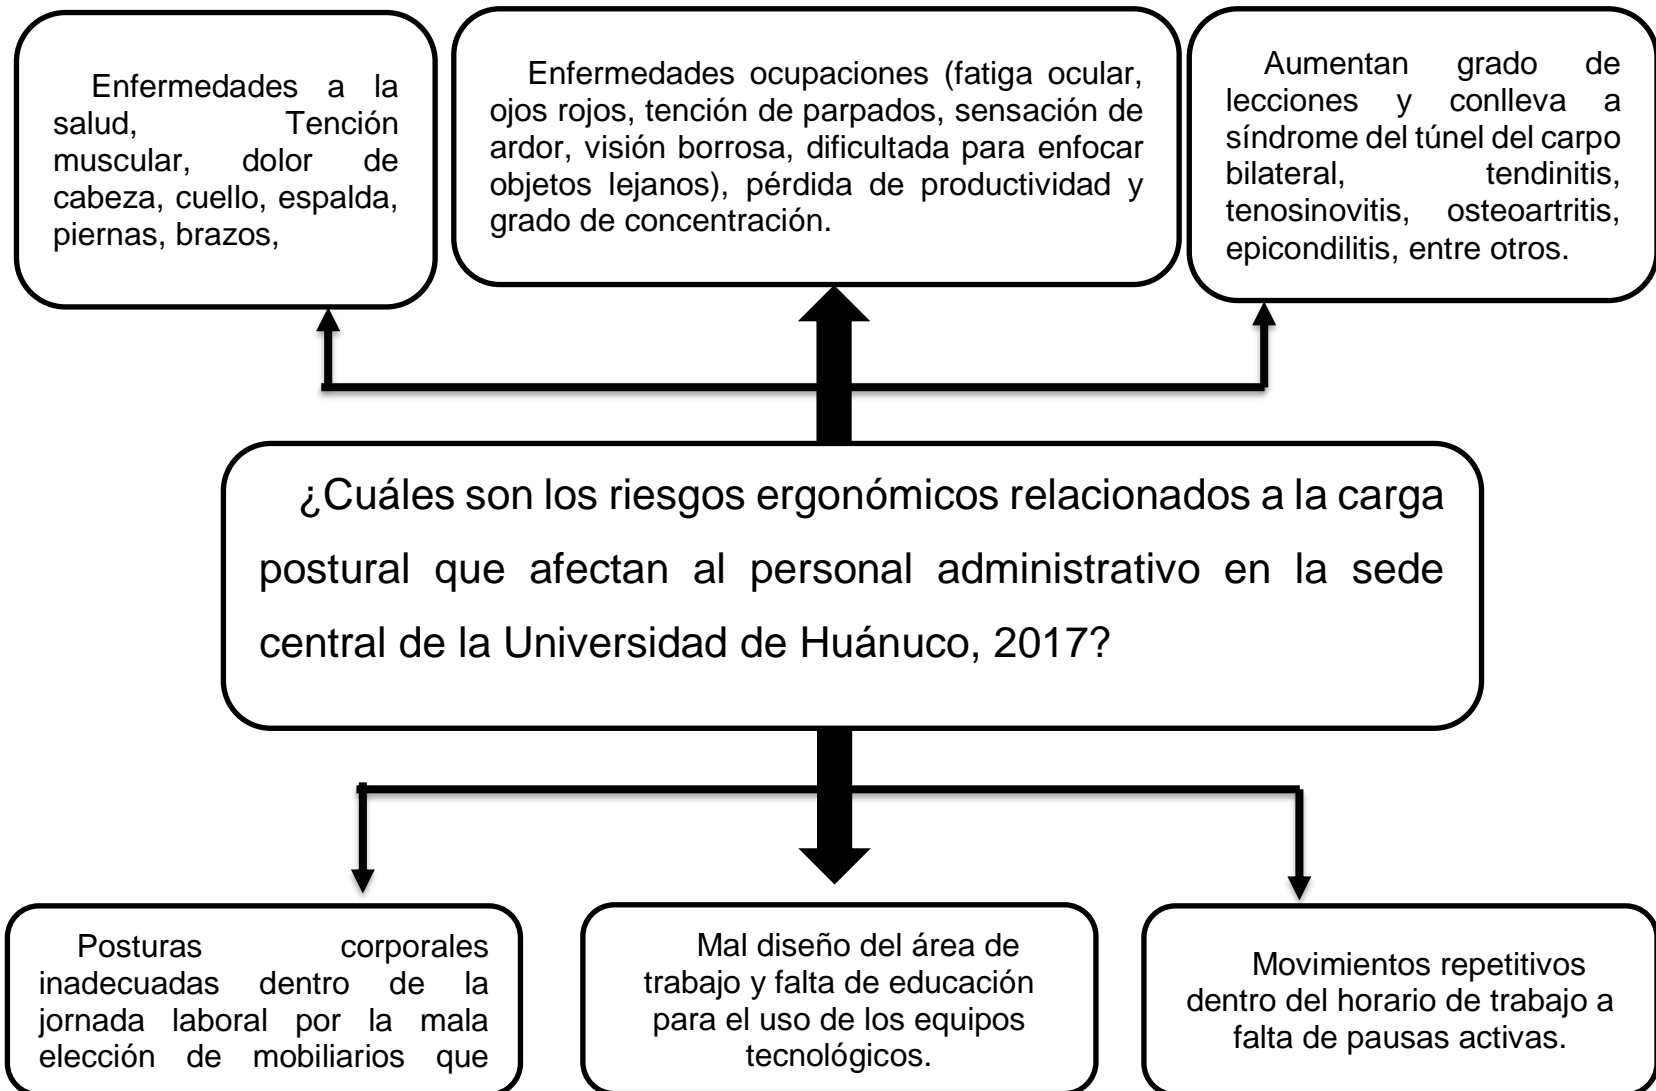 Enfermedades a la
salud, Tención
muscular, dolor de
cabeza, cuello, espalda,
piernas, brazos,
Enfermedades ocupaciones (fatiga ocular,
ojos rojos, tención de parpados, sensación de
ardor, visión borrosa, dificultada para enfocar
objetos lejanos), pérdida de productividad y
grado de concentración.
Aumentan grado de
lecciones y conlleva a
síndrome del túnel del carpo
bilateral, tendinitis,
tenosinovitis, osteoartritis,
epicondilitis, entre otros.
¿Cuáles son los riesgos ergonómicos relacionados a la carga
postural que afectan al personal administrativo en la sede
central de la Universidad de Huánuco, 2017?
Posturas corporales
inadecuadas dentro de la
jornada laboral por la mala
elección de mobiliarios que
Mal diseño del área de
trabajo y falta de educación
para el uso de los equipos
tecnológicos.
Movimientos repetitivos
dentro del horario de trabajo a
falta de pausas activas.